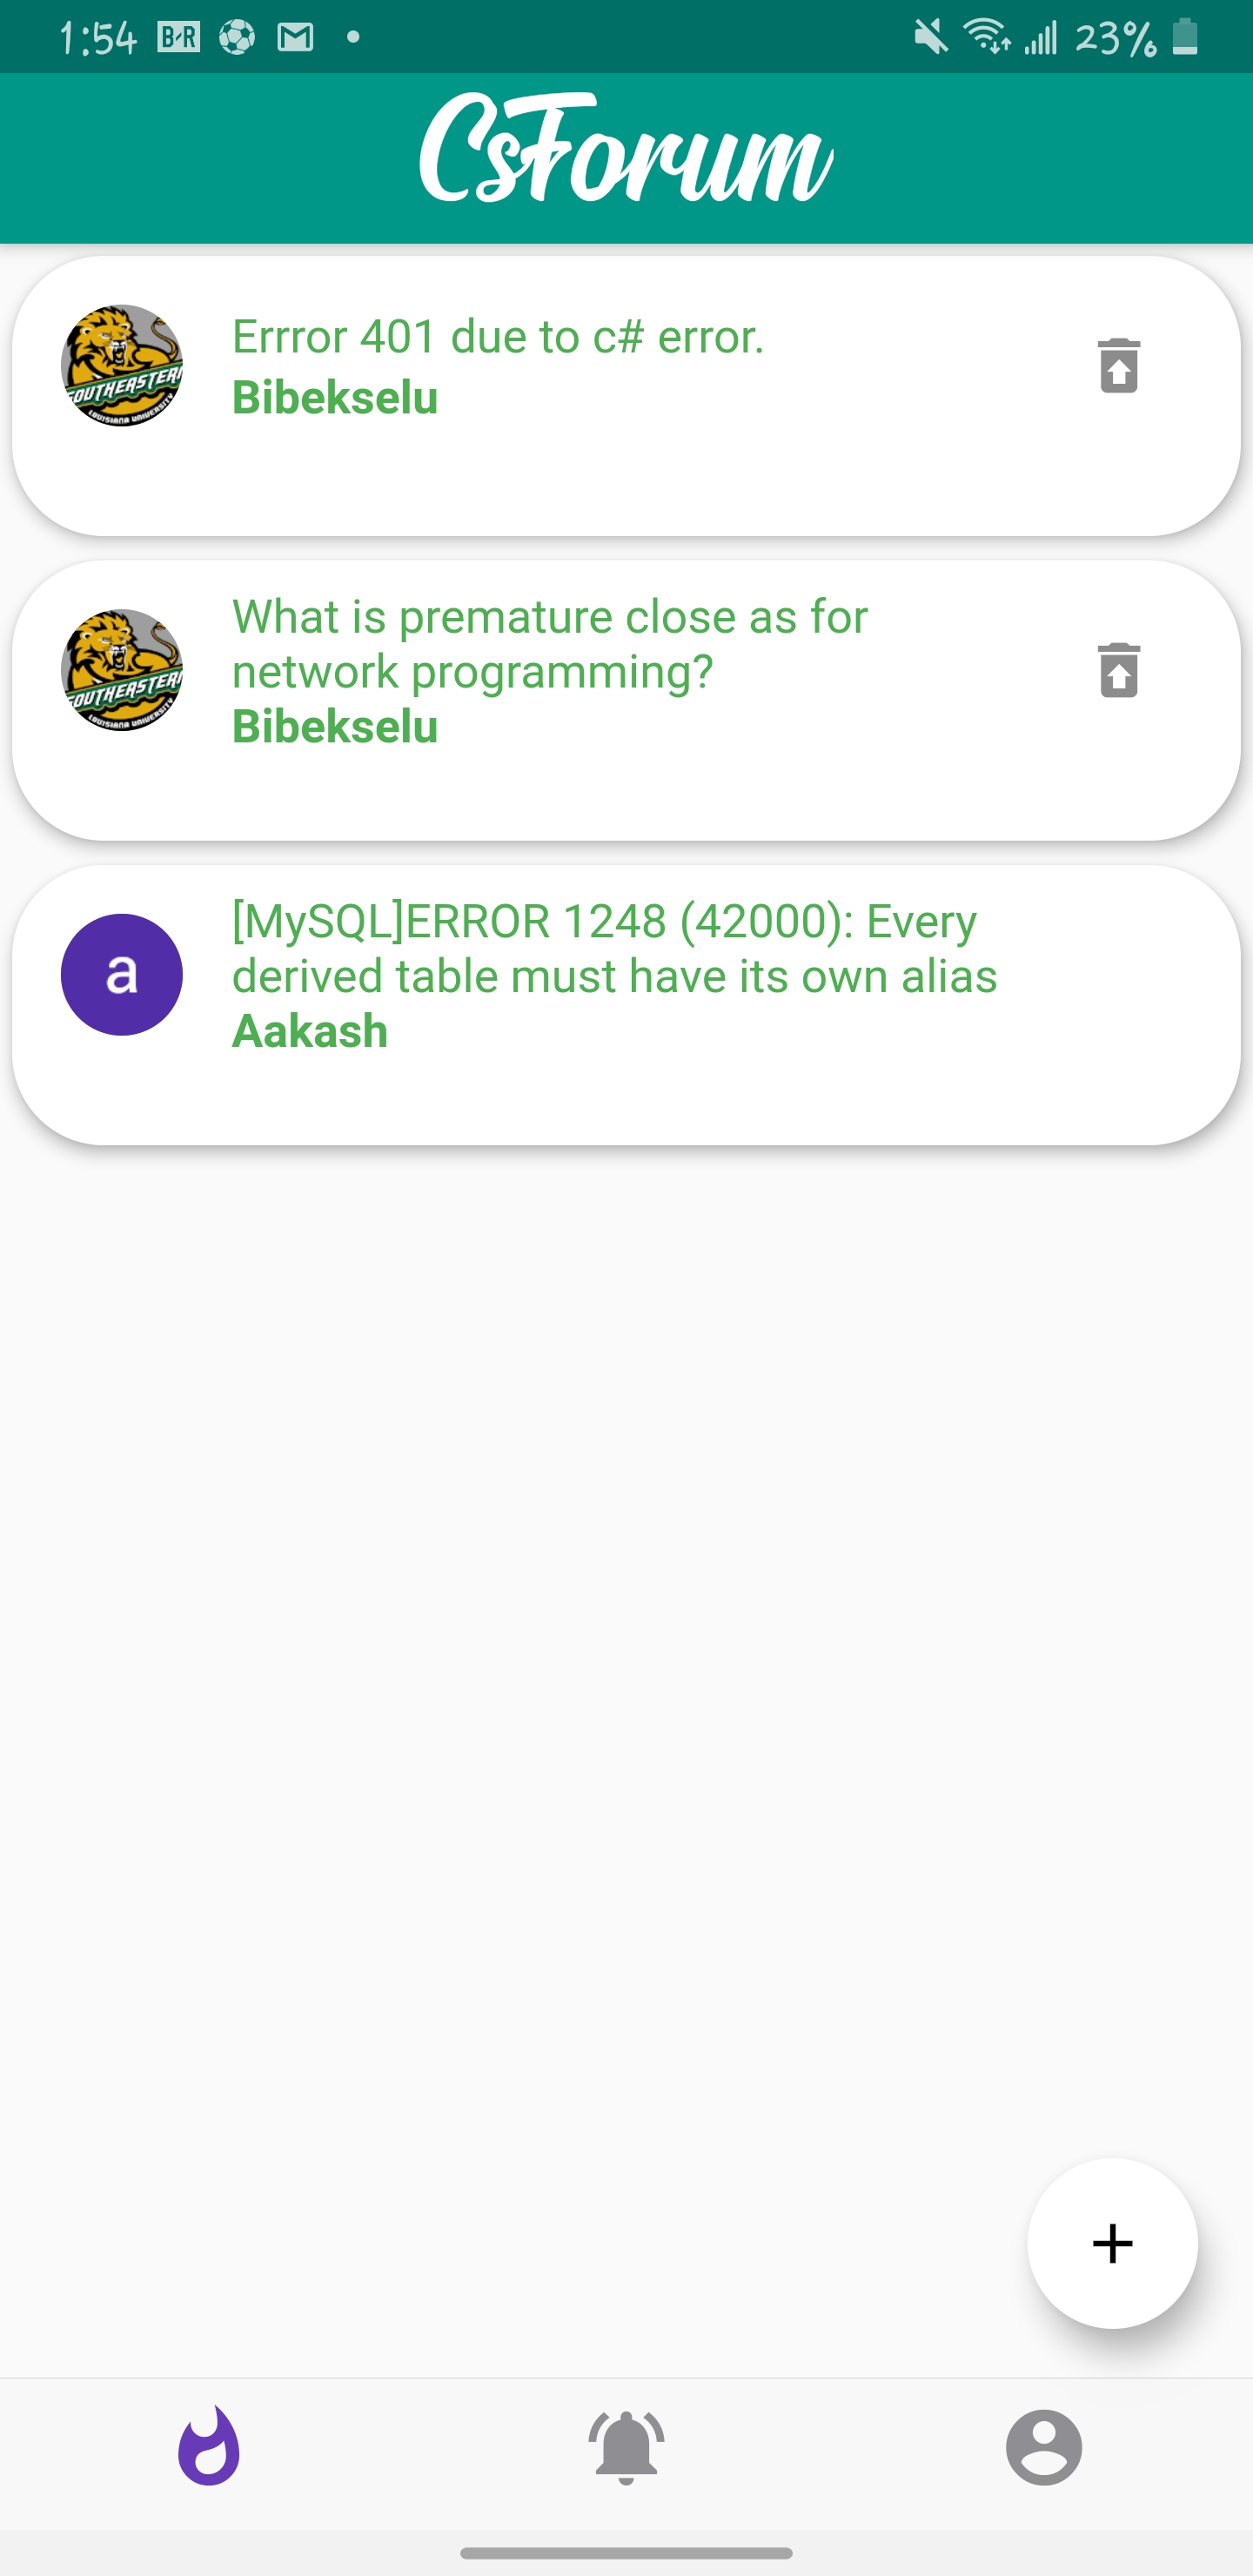 1:54 B-R 23%
CsForum
Errror 401 due to c# error.
Bibekselu
SOUTHEASTERN
LOUISIANA UNIVERSITY
What is premature close as for
network programming?
Bibekselu
SOUTHEASTERN
LOUISIANA UNIVERSITY
[MySQL]ERROR 1248 (42000): Every
derived table must have its own alias
Aakash
a